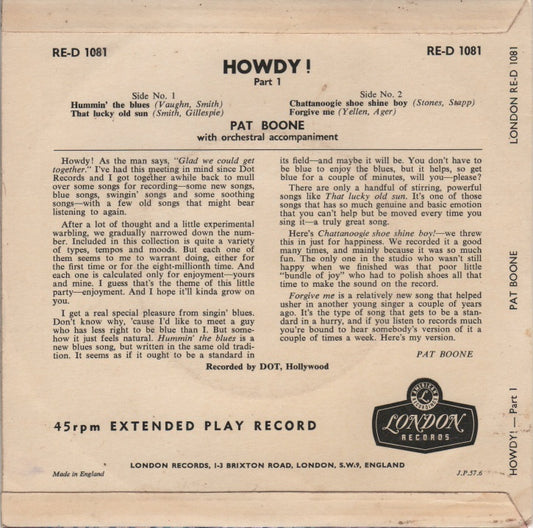 RE-D 1081
RE-D 1081
HOWDY !
Part 1
Side No. 1
Hummin' the blues (Vaughn, Smith)
That lucky old sun (Smith, Gillespie)
Side No. 2
Chattanoogie shoe shine boy (Stones, Stapp)
Forgive me (Yellen, Ager)
PAT BOONE
with orchestral accompaniment
Howdy! As the man says, "Glad we could get
together." I've had this meeting in mind since Dot
Records and I got together awhile back to mull
over some songs for recording—some new songs,
blue songs, swingin' songs and some soothing
songs—with a few old songs that might bear
listening to again.
After a lot of thought and a little experimental
warbling, we gradually narrowed down the num-
ber. Included in this collection is quite a variety
of types, tempos and moods. But each one of
them seems to me to warrant doing, either for
the first time or for the eight-millionth time. And
each one is calculated only for enjoyment—yours
and mine. I guess that's the theme of this little
party—enjoyment. And I hope it'll kinda grow on
you.
I get a real special pleasure from singin' blues.
Don't know why, 'cause I'd like to meet a guy
who has less right to be blue than I. But some-
how it just feels natural. Hummin' the blues is a
new blues song, but written in the same old tradi-
tion. It seems as if it ought to be a standard in
its field—and maybe it will be. You don't have to
be blue to enjoy the blues, but it helps, so get
blue for a couple of minutes, will you—please?
There are only a handful of stirring, powerful
songs like That lucky old sun. It's one of those
songs that has so much genuine and basic emotion
that you can't help but be moved every time you
sing it—a truly great song.
Here's Chattanoogie shoe shine boy!—we threw
this in just for happiness. We recorded it a good
many times, and mainly because it was so much
fun. The only one in the studio who wasn't still
happy when we finished was that poor little
"bundle of joy" who had to polish shoes all that
time to make the sound on the record.
Forgive me is a relatively new song that helped
usher in another young singer a couple of years
ago. It's the type of song that gets to be a stan-
dard in a hurry, and if you listen to records much
you're bound to hear somebody's version of it a
couple of times a week. Here's my version.
PAT BOONE
Recorded by DOT, Hollywood
45rpm EXTENDED PLAY RECORD
AMERICAN
RECORDINGS
LONDON
RECORDS
LONDON RECORDS, 1-3 BRIXTON ROAD, LONDON, S.W.9, ENGLAND
Made in England
J.P.57.6
LONDON RE-D 1081
PAT BOONE
HOWDY!—Part 1